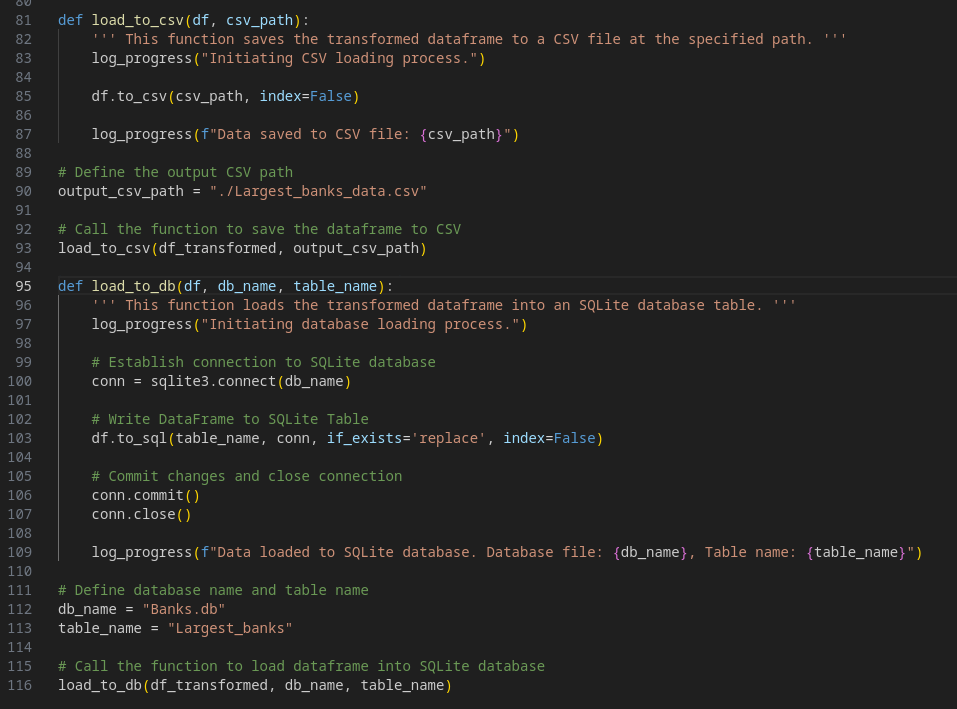 80
81 def load_to_csv(df, csv_path):
82     ''' This function saves the transformed dataframe to a CSV file at the specified path. '''
83     log_progress("Initiating CSV loading process.")
84
85     df.to_csv(csv_path, index=False)
86
87     log_progress(f"Data saved to CSV file: {csv_path}")
88
89 # Define the output CSV path
90 output_csv_path = "./Largest_banks_data.csv"
91
92 # Call the function to save the dataframe to CSV
93 load_to_csv(df_transformed, output_csv_path)
94
95 def load_to_db(df, db_name, table_name):
96     ''' This function loads the transformed dataframe into an SQLite database table. '''
97     log_progress("Initiating database loading process.")
98
99     # Establish connection to SQLite database
100     conn = sqlite3.connect(db_name)
101
102     # Write DataFrame to SQLite Table
103     df.to_sql(table_name, conn, if_exists='replace', index=False)
104
105     # Commit changes and close connection
106     conn.commit()
107     conn.close()
108
109     log_progress(f"Data loaded to SQLite database. Database file: {db_name}, Table name: {table_name}")
110
111 # Define database name and table name
112 db_name = "Banks.db"
113 table_name = "Largest_banks"
114
115 # Call the function to load dataframe into SQLite database
116 load_to_db(df_transformed, db_name, table_name)